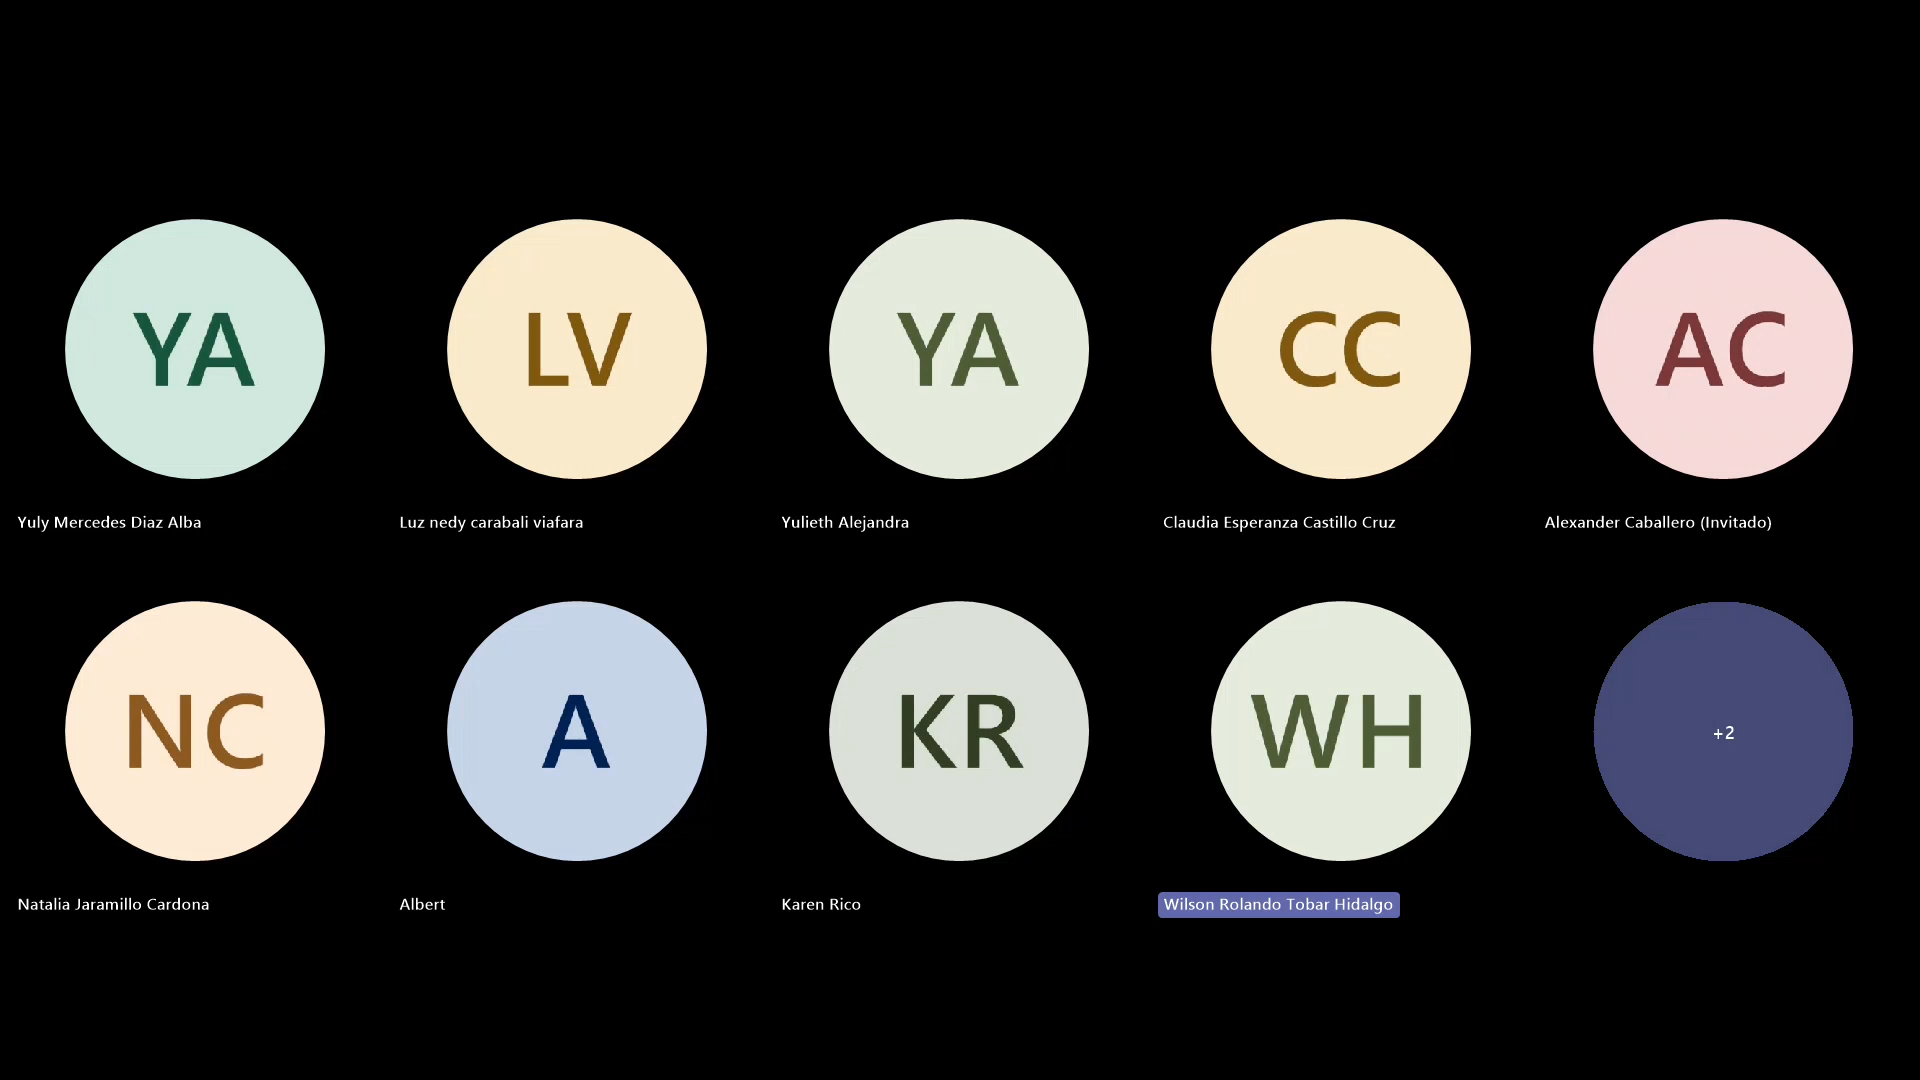 YA
LV
YA
CC
AC
Yuly Mercedes Diaz Alba
Luz nedy carabali viafara
Yulieth Alejandra
Claudia Esperanza Castillo Cruz
Alexander Caballero (Invitado)
NC
A
KR
WH
+2
Natalia Jaramillo Cardona
Albert
Karen Rico
Wilson Rolando Tobar Hidalgo